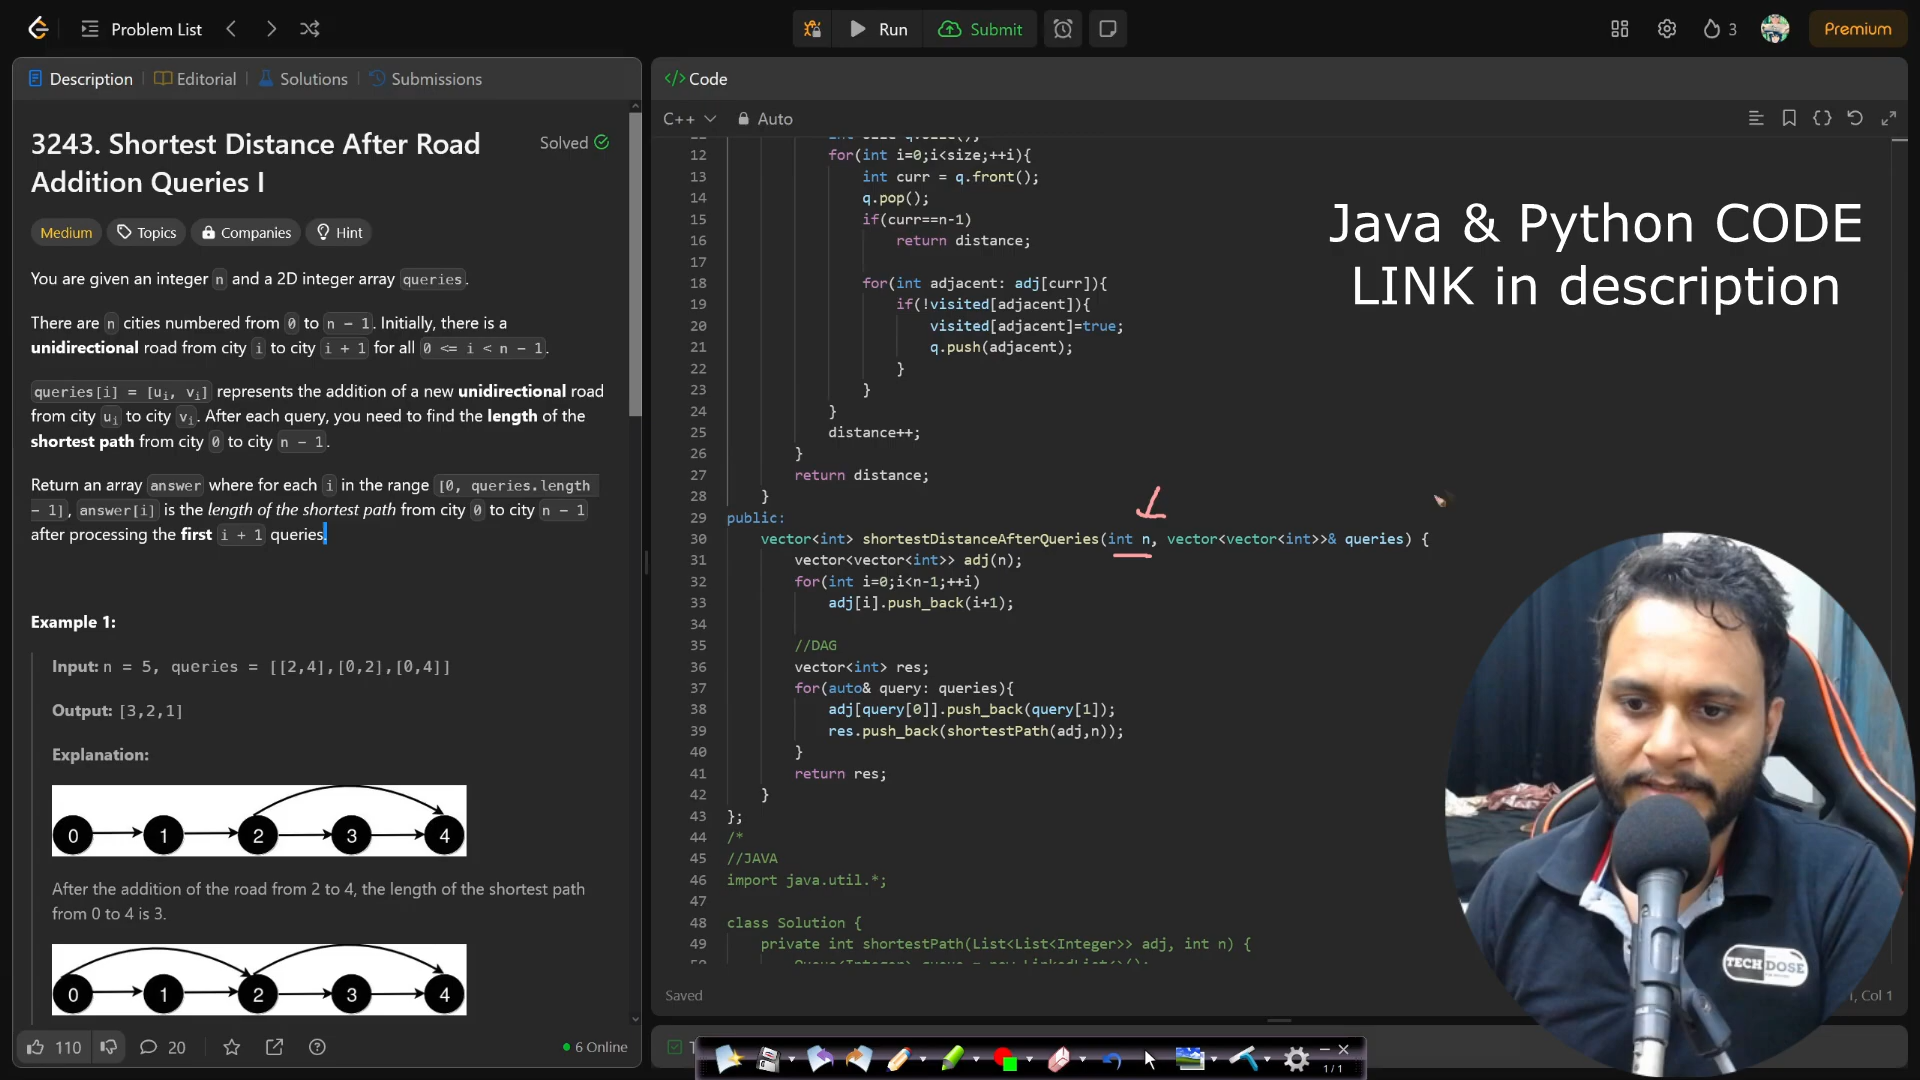 Problem List
Run
Submit
3
Premium
Description
Editorial
Solutions
Submissions
3243. Shortest Distance After Road
Addition Queries I
Solved
Medium
Topics
Companies
Hint
You are given an integer n and a 2D integer array queries.
There are n cities numbered from 0 to n - 1. Initially, there is a
unidirectional road from city i to city i + 1 for all 0 <= i < n - 1.
queries[i] = [ui, vi] represents the addition of a new unidirectional road
from city ui to city vi. After each query, you need to find the length of the
shortest path from city 0 to city n - 1.
Return an array answer where for each i in the range [0, queries.length
- 1], answer[i] is the length of the shortest path from city 0 to city n - 1
after processing the first i + 1 queries.
Example 1:
Input: n = 5, queries = [[2,4],[0,2],[0,4]]
Output: [3,2,1]
Explanation:
0 1 2 3 4
After the addition of the road from 2 to 4, the length of the shortest path
from 0 to 4 is 3.
0 1 2 3 4
110
20
6 Online
Code
C++
Auto
12 for(int i=0;i<size;++i){
13 int curr = q.front();
14 q.pop();
15 if(curr==n-1)
16 return distance;
17
18 for(int adjacent: adj[curr]){
19 if(!visited[adjacent]){
20 visited[adjacent]=true;
21 q.push(adjacent);
22 }
23 }
24 }
25 distance++;
26 }
27 return distance;
28 }
29 public:
30 vector<int> shortestDistanceAfterQueries(int n, vector<vector<int>>& queries) {
31 vector<vector<int>> adj(n);
32 for(int i=0;i<n-1;++i)
33 adj[i].push_back(i+1);
34
35 //DAG
36 vector<int> res;
37 for(auto& query: queries){
38 adj[query[0]].push_back(query[1]);
39 res.push_back(shortestPath(adj,n));
40 }
41 return res;
42 }
43 };
44 /*
45 //JAVA
46 import java.util.*;
47
48 class Solution {
49 private int shortestPath(List<List<Integer>> adj, int n) {
Saved
Col 1
Java & Python CODE
LINK in description
TECH DOSE
1/1